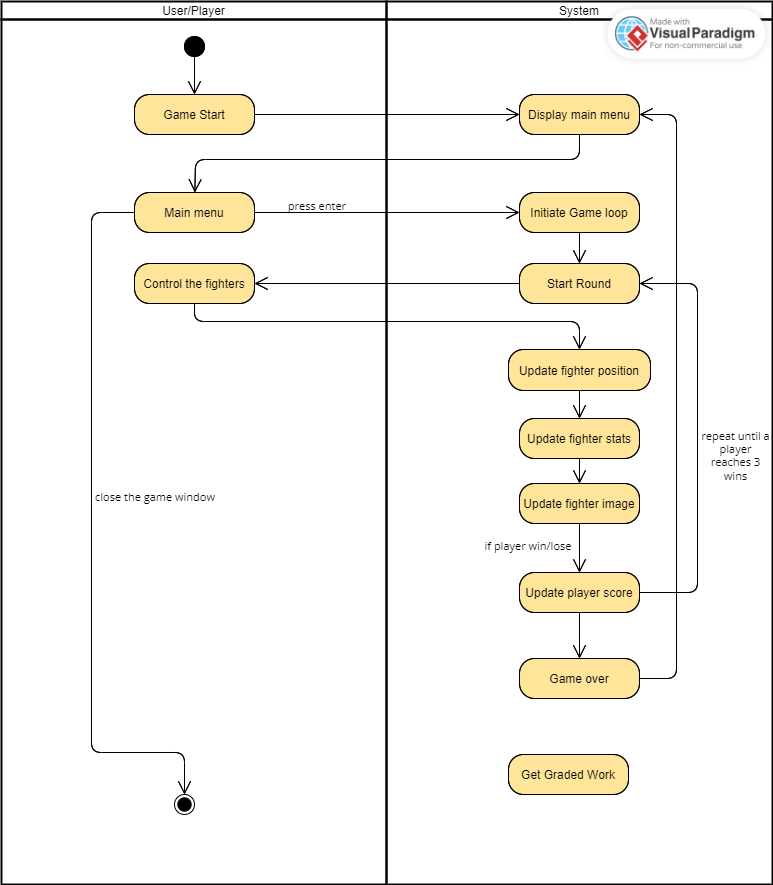 User/Player
System
Made with
VisualParadigm
For non-commercial use
Game Start
Display main menu
Main menu
press enter
Initiate Game loop
Control the fighters
Start Round
Update fighter position
Update fighter stats
repeat until a
player
reaches 3
wins
close the game window
Update fighter image
if player win/lose
Update player score
Game over
Get Graded Work